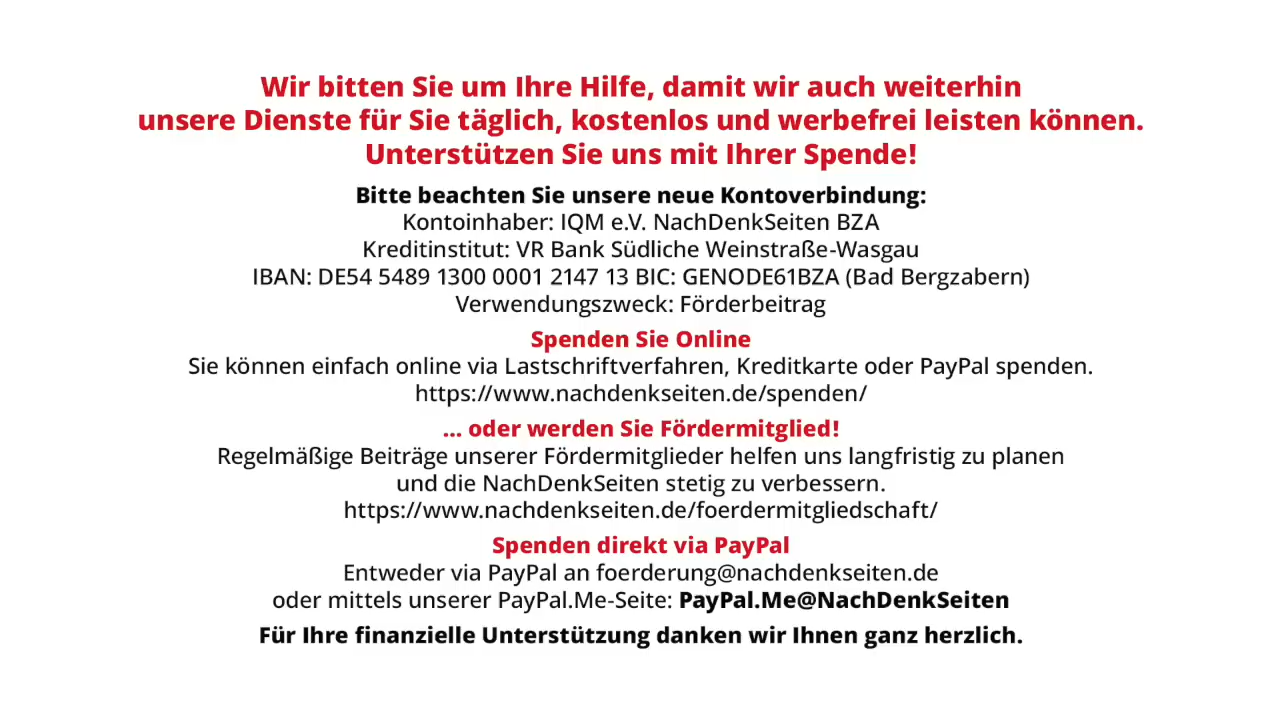 Wir bitten Sie um Ihre Hilfe, damit wir auch weiterhin
unsere Dienste für Sie täglich, kostenlos und werbefrei leisten können.
Unterstützen Sie uns mit Ihrer Spende!
Bitte beachten Sie unsere neue Kontoverbindung:
Kontoinhaber: IQM e.V. NachDenkSeiten BZA
Kreditinstitut: VR Bank Südliche Weinstraße-Wasgau
IBAN: DE54 5489 1300 0001 2147 13 BIC: GENODE61BZA (Bad Bergzabern)
Verwendungszweck: Förderbeitrag
Spenden Sie Online
Sie können einfach online via Lastschriftverfahren, Kreditkarte oder PayPal spenden.
https://www.nachdenkseiten.de/spenden/
... oder werden Sie Fördermitglied!
Regelmäßige Beiträge unserer Fördermitglieder helfen uns langfristig zu planen
und die NachDenkSeiten stetig zu verbessern.
https://www.nachdenkseiten.de/foerdermitgliedschaft/
Spenden direkt via PayPal
Entweder via PayPal an foerderung@nachdenkseiten.de
oder mittels unserer PayPal.Me-Seite: PayPal.Me@NachDenkSeiten
Für Ihre finanzielle Unterstützung danken wir Ihnen ganz herzlich.